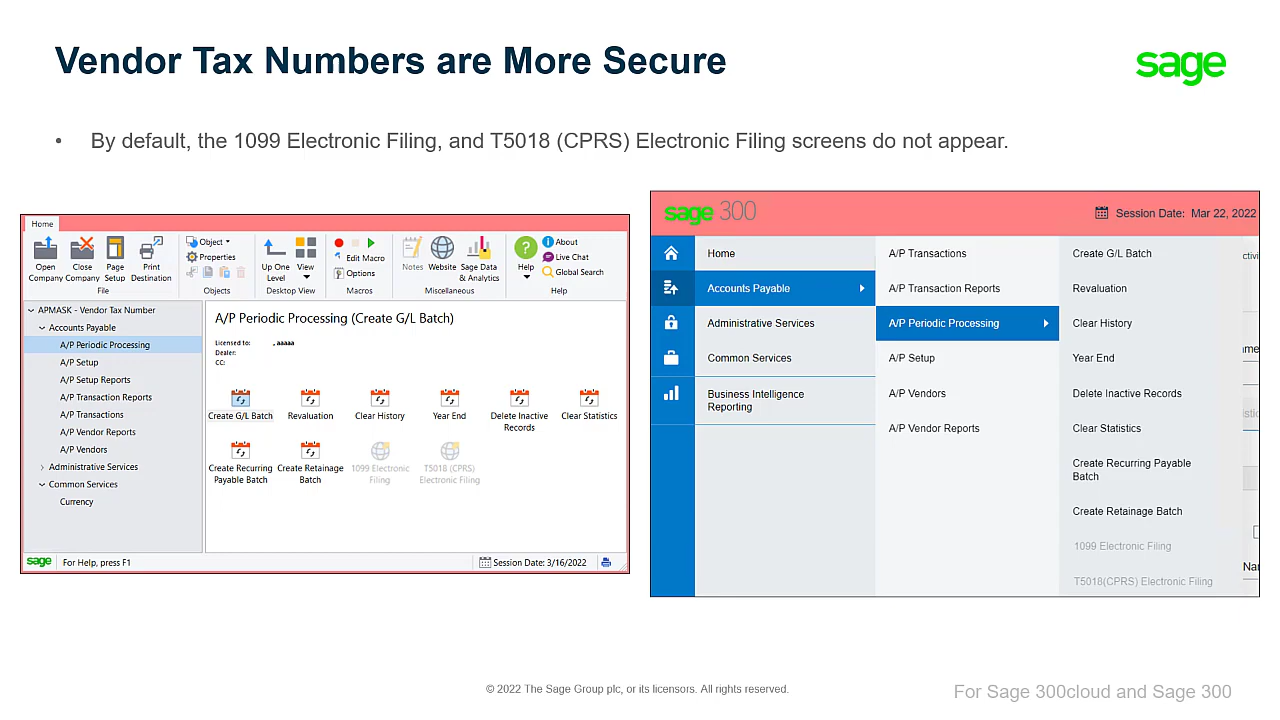 Vendor Tax Numbers are More Secure
sage
• By default, the 1099 Electronic Filing, and T5018 (CPRS) Electronic Filing screens do not appear.
Home
Open Company
Close Company
Page Setup
Print Destination
File
Object
Properties
Objects
Up One Level
View
Desktop View
Edit Macro
Options
Macros
Notes
Website
Sage Data & Analytics
Miscellaneous
Help
About
Live Chat
Global Search
Help
APMASK - Vendor Tax Number
Accounts Payable
A/P Periodic Processing
A/P Setup
A/P Setup Reports
A/P Transaction Reports
A/P Transactions
A/P Vendor Reports
A/P Vendors
Administrative Services
Common Services
Currency
A/P Periodic Processing (Create G/L Batch)
Licensed to: , aaaaa
Dealer:
CC:
Create G/L Batch
Revaluation
Clear History
Year End
Delete Inactive Records
Clear Statistics
Create Recurring Payable Batch
Create Retainage Batch
1099 Electronic Filing
T5018 (CPRS) Electronic Filing
sage
For Help, press F1
Session Date: 3/16/2022
sage 300
Session Date: Mar 22, 2022
Home
Accounts Payable
Administrative Services
Common Services
Business Intelligence
Reporting
A/P Transactions
A/P Transaction Reports
A/P Periodic Processing
A/P Setup
A/P Vendors
A/P Vendor Reports
Create G/L Batch
Revaluation
Clear History
Year End
Delete Inactive Records
Clear Statistics
Create Recurring Payable
Batch
Create Retainage Batch
1099 Electronic Filing
T5018(CPRS) Electronic Filing
© 2022 The Sage Group plc, or its licensors. All rights reserved.
For Sage 300cloud and Sage 300